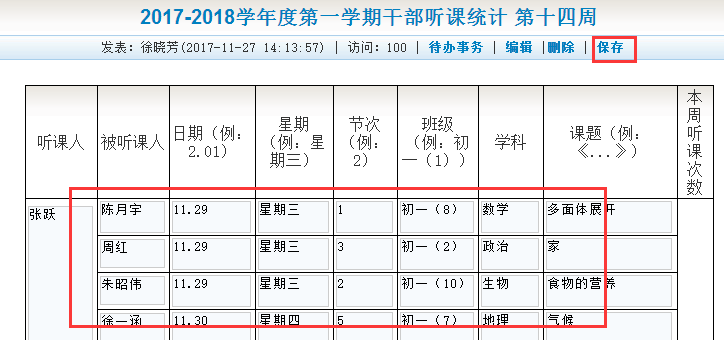 2017-2018学年度第一学期干部听课统计 第十四周
发表：徐晓芳(2017-11-27 14:13:57) | 访问：100 | 待办事务 | 编辑 |删除 | 保存
听课人 被听课人 日期（例：2.01） 星期（例：星期三） 节次（例：2） 班级（例：初一（1）） 学科 课题（例：《...》） 本周听课次数
张跃 陈月宇 11.29 星期三 1 初一（8） 数学 多面体展开
周红 11.29 星期三 3 初一（2） 政治 家
朱昭伟 11.29 星期三 2 初一（10） 生物 食物的营养
徐一涵 11.30 星期四 5 初一（7） 地理 气候